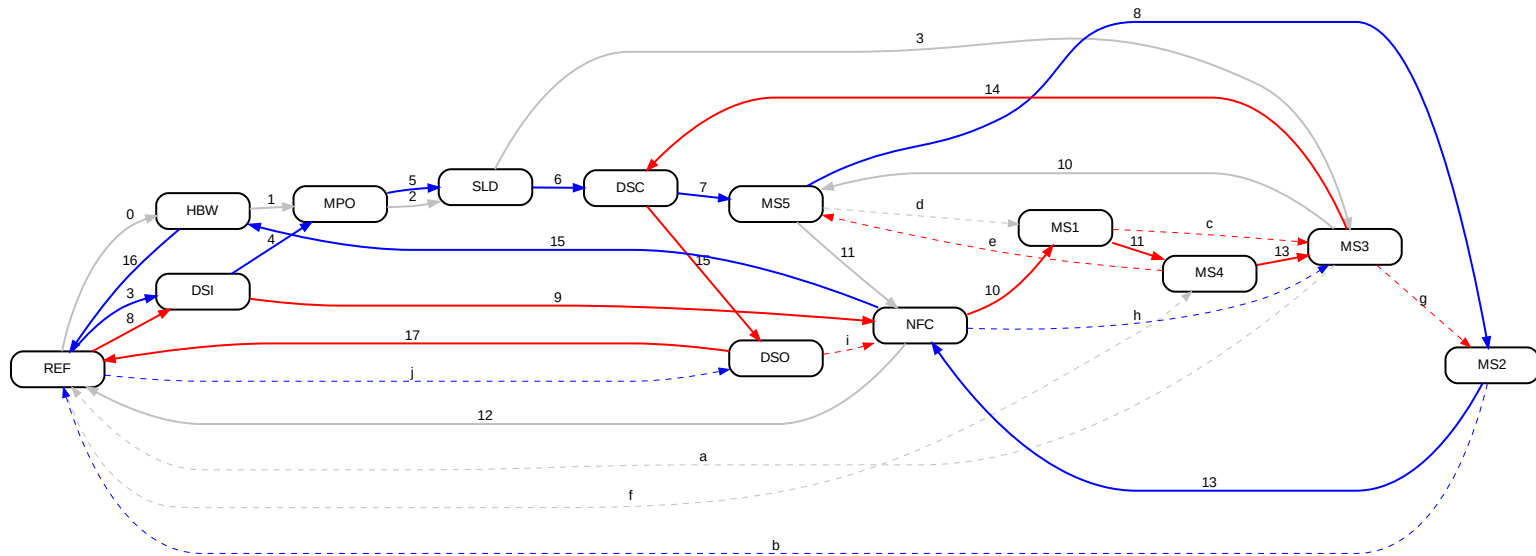 8
3
14
10
0
HBW
1
MPO
5
2
SLD
6
DSC
7
MS5
d
MS1
c
MS3
e
11
MS4
13
16
4
15
15
11
3
DSI
8
9
10
NFC
h
g
REF
17
j
DSO
i
MS2
12
a
f
13
b